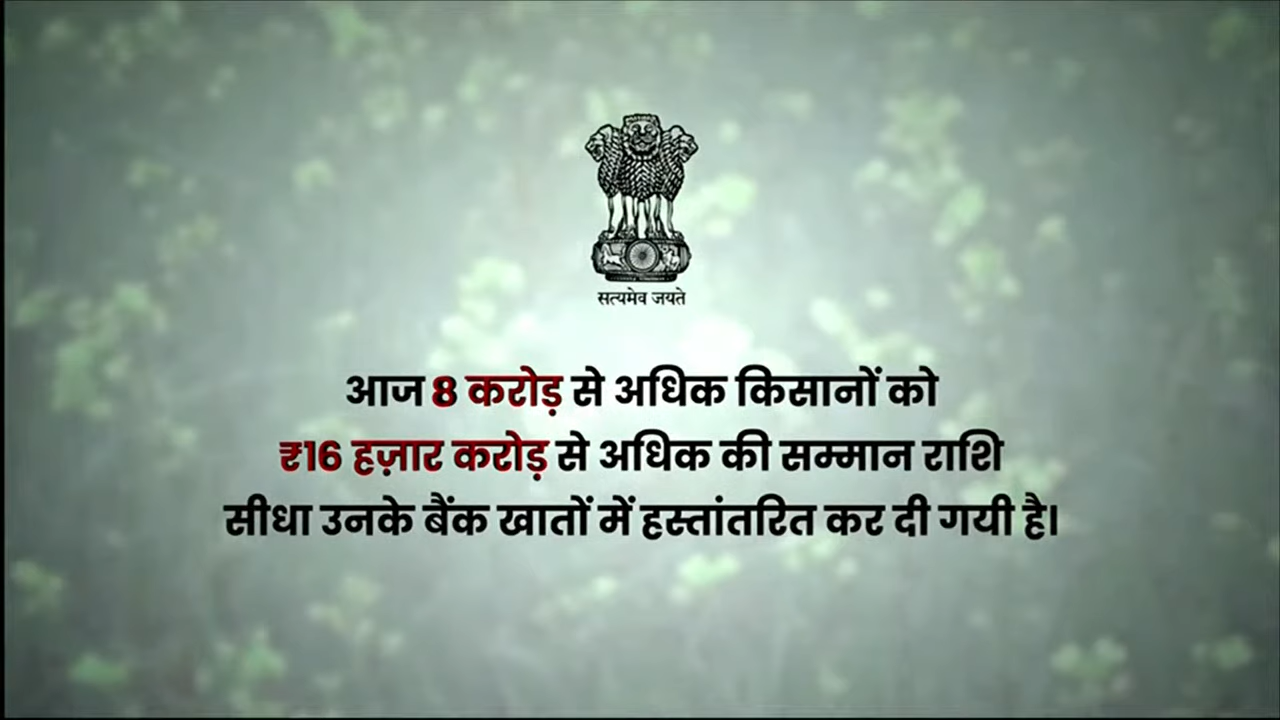 सत्यमेव जयते
आज 8 करोड़ से अधिक किसानों को
₹16 हज़ार करोड़ से अधिक की सम्मान राशि
सीधा उनके बैंक खातों में हस्तांतरित कर दी गयी है।